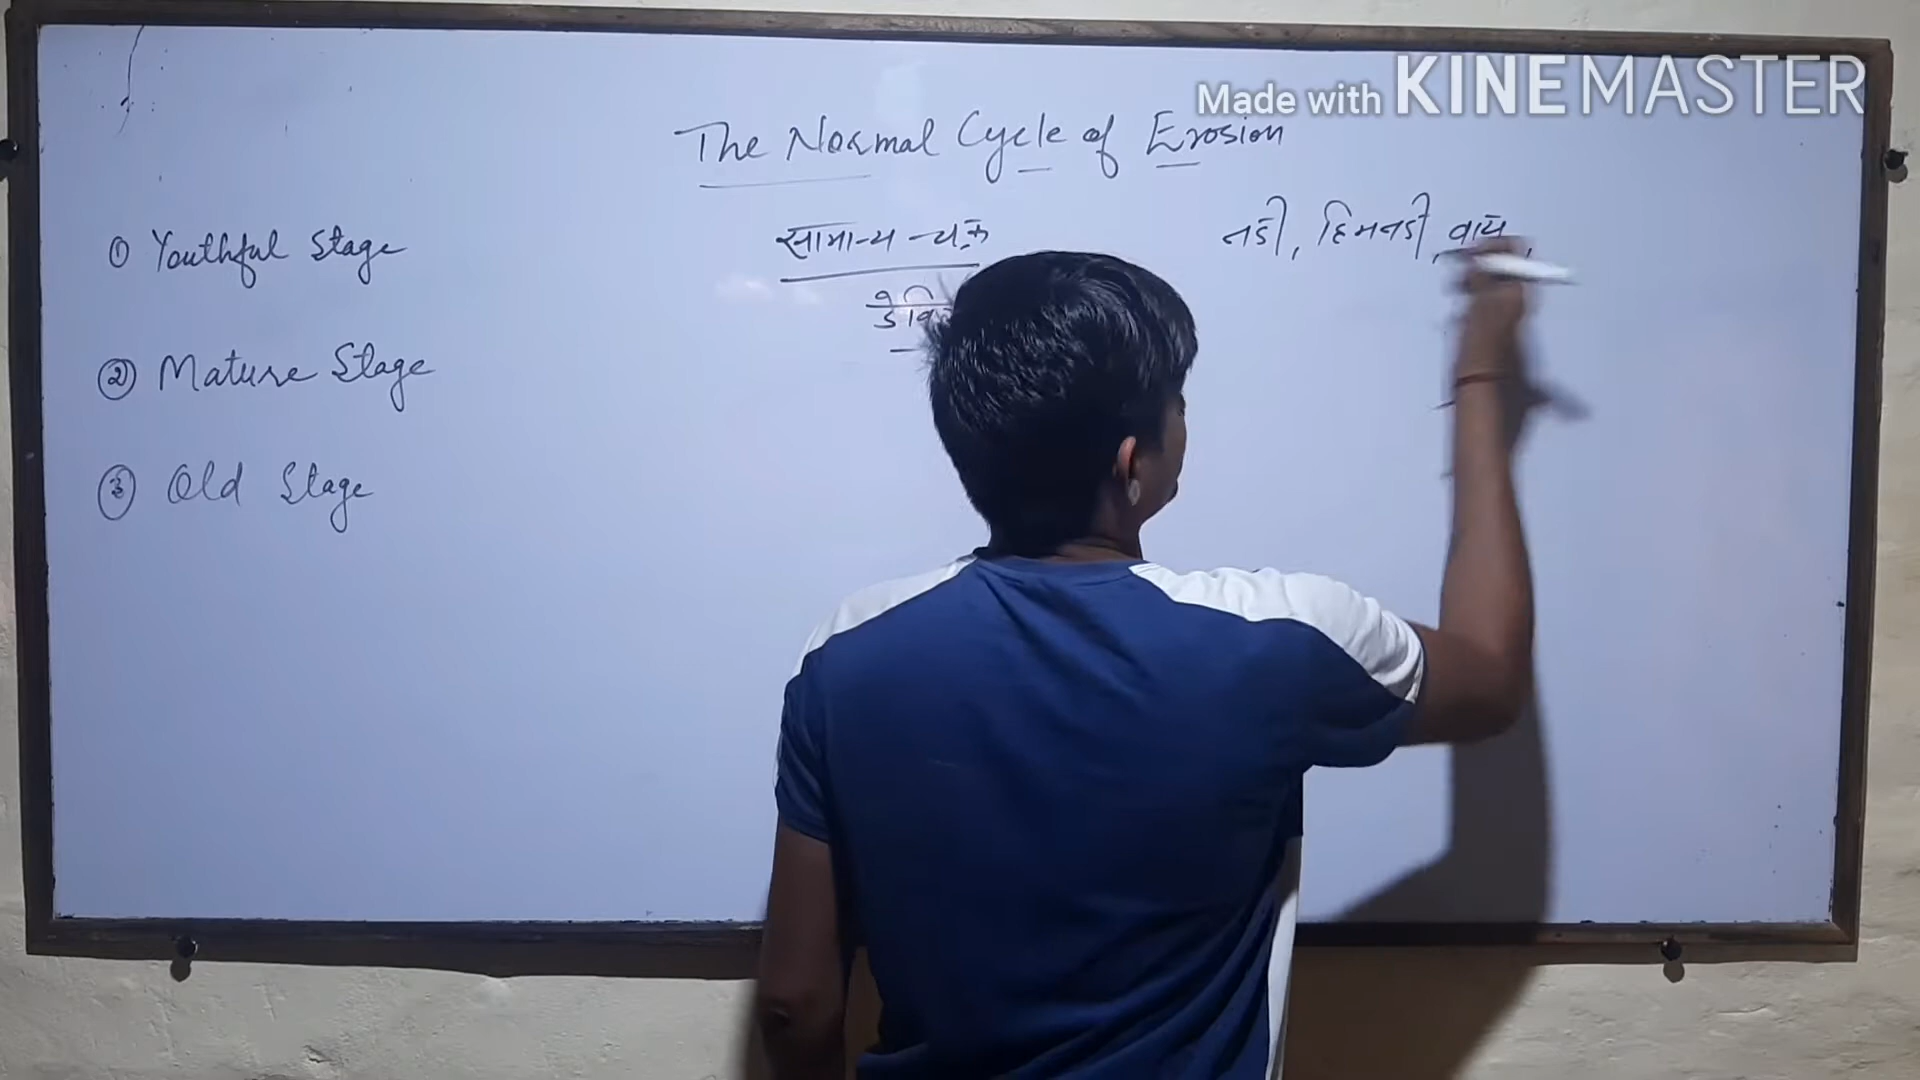 Made with KINEMASTER
The Normal Cycle of Erosion
① Youthful Stage
② Mature Stage
③ Old Stage
सामान्य चक्र
नदी, हिमनदी, वायु,